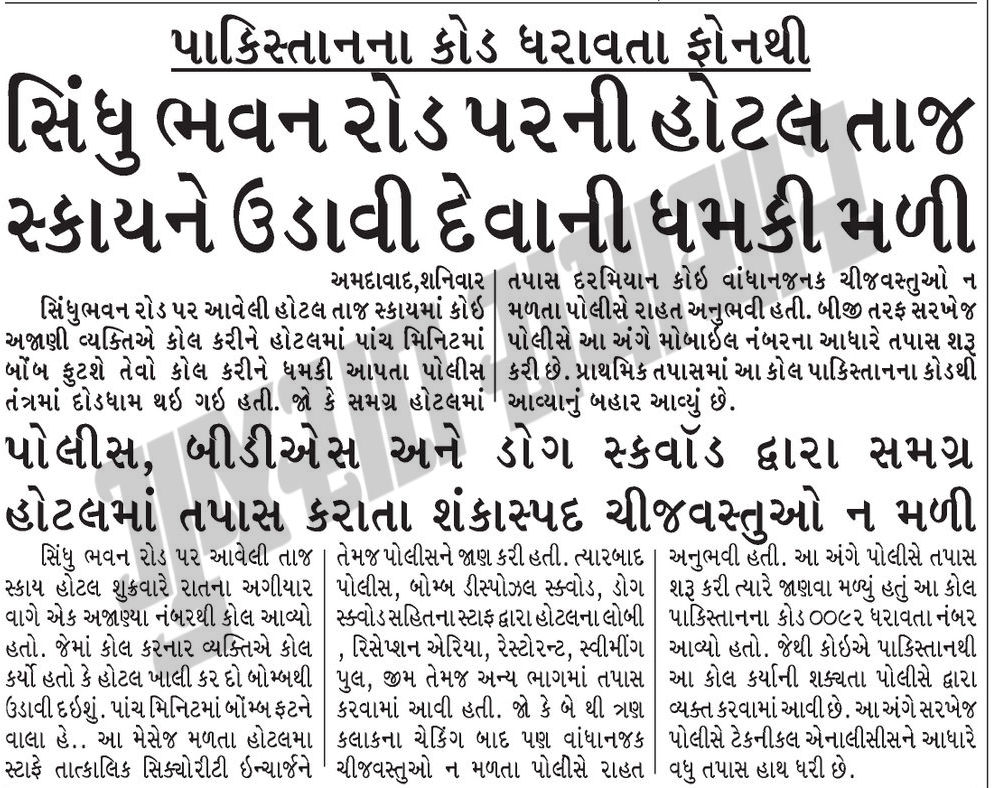 પાકિસ્તાનના કોડ ધરાવતા ફોનથી
સિંધુ ભવન રોડ પરની હોટલ તાજ
સ્કાયને ઉડાવી દેવાની ધમકી મળી
અમદાવાદ,શનિવાર
સિંધુભવન રોડ પર આવેલી હોટલ તાજ સ્કાયમાં કોઇ
અજાણી વ્યક્તિએ કોલ કરીને હોટલમાં પાંચ મિનિટમાં
બોંબ ફુટશે તેવો કોલ કરીને ધમકી આપતા પોલીસ
તંત્રમાં દોડધામ થઇ ગઇ હતી. જો કે સમગ્ર હોટલમાં
તપાસ દરમિયાન કોઇ વાંધાનજનક ચીજવસ્તુઓ ન
મળતા પોલીસે રાહત અનુભવી હતી. બીજી તરફ સરખેજ
પોલીસે આ અંગે મોબાઇલ નંબરના આધારે તપાસ શરૂ
કરી છે. પ્રાથમિક તપાસમાં આ કોલ પાકિસ્તાનના કોડથી
આવ્યાનું બહાર આવ્યું છે.
પોલીસ, બીડીએસ અને ડોગ સ્કવૉડ દ્વારા સમગ્ર
હોટલમાં તપાસ કરાતા શંકાસ્પદ ચીજવસ્તુઓ ન મળી
સિંધુ ભવન રોડ પર આવેલી તાજ
સ્કાય હોટલ શુક્રવારે રાતના અગીયાર
વાગે એક અજાણ્યા નંબરથી કોલ આવ્યો
હતો. જેમાં કોલ કરનાર વ્યક્તિએ કોલ
કર્યો હતો કે હોટલ ખાલી કર દો બોમ્બથી
ઉડાવી દઇશું. પાંચ મિનિટમાં બોંમ્બ ફટને
વાલા હે.. આ મેસેજ મળતા હોટલમા
સ્ટાફે તાત્કાલિક સિક્યોરીટી ઇન્ચાર્જને
તેમજ પોલીસને જાણ કરી હતી. ત્યારબાદ
પોલીસ, બોમ્બ ડીસ્પોઝલ સ્ક્વોડ, ડોગ
સ્ક્વોડ સહિતના સ્ટાફ દ્વારા હોટલના લોબી
, રિસેપ્શન એરિયા, રેસ્ટોરન્ટ, સ્વીમીંગ
પુલ, જીમ તેમજ અન્ય ભાગમાં તપાસ
કરવામાં આવી હતી. જો કે બે થી ત્રણ
કલાકના ચેકિંગ બાદ પણ વાંધાનજક
ચીજવસ્તુઓ ન મળતા પોલીસે રાહત
અનુભવી હતી. આ અંગે પોલીસે તપાસ
શરૂ કરી ત્યારે જાણવા મળ્યું હતું આ કોલ
પાકિસ્તાનના કોડ ૦૦૯૨ ધરાવતા નંબર
આવ્યો હતો. જેથી કોઇએ પાકિસ્તાનથી
આ કોલ કર્યાની શક્યતા પોલીસે દ્વારા
વ્યક્ત કરવામાં આવી છે. આ અંગે સરખેજ
પોલીસે ટેકનીકલ એનાલીસીસને આધારે
વધુ તપાસ હાથ ધરી છે.
ગુજરાત સમાચાર